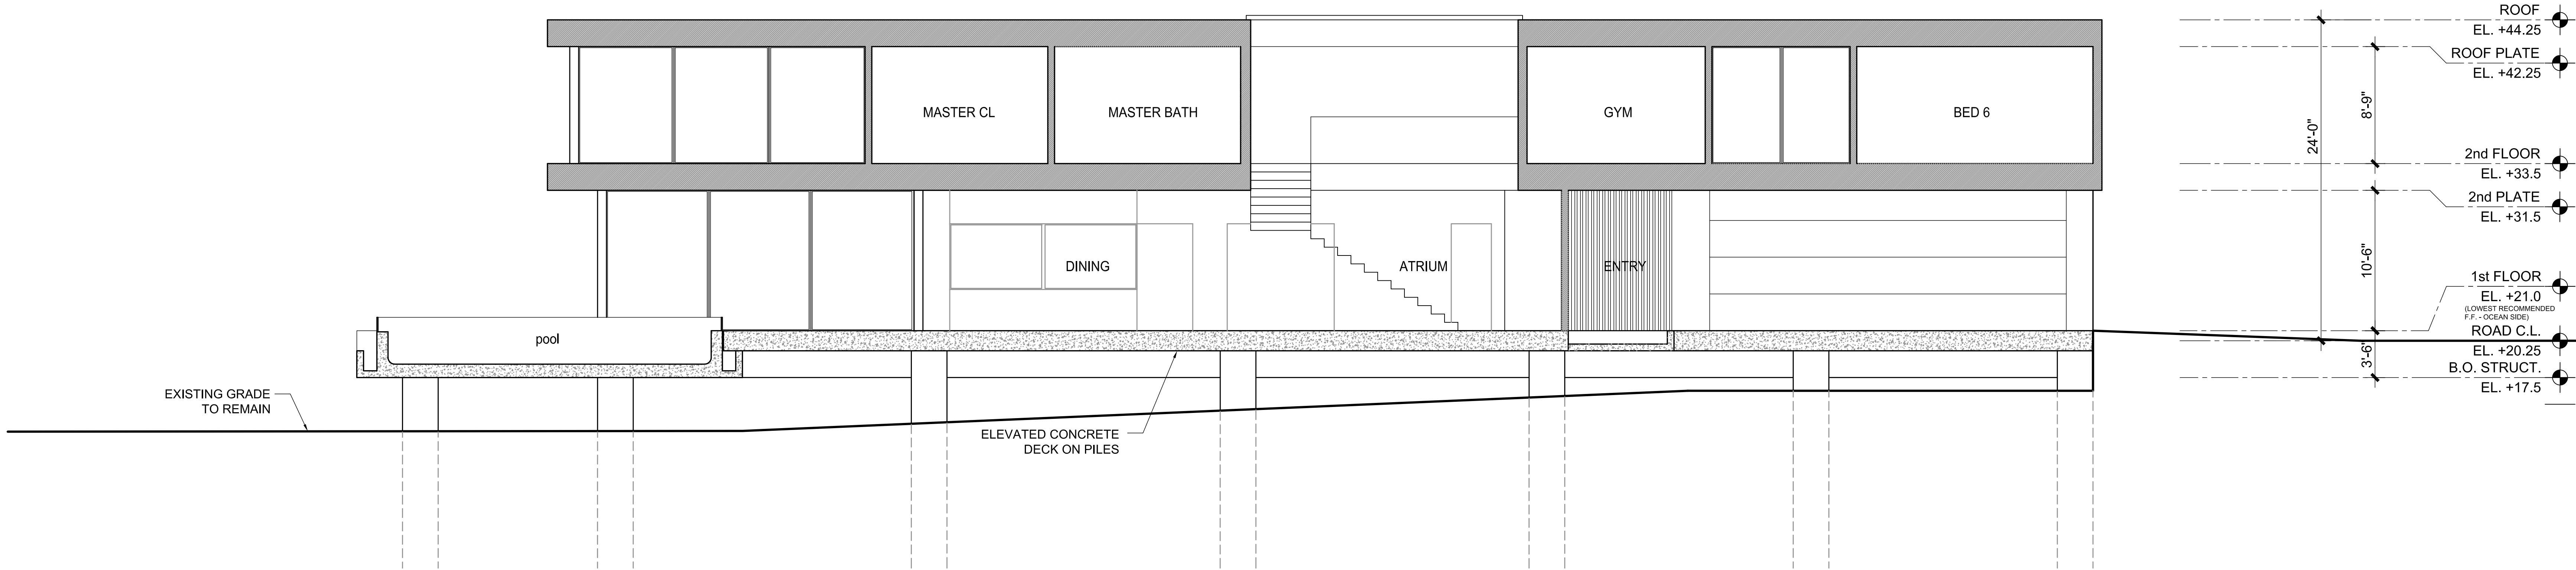 ROOF
EL. +44.25
ROOF PLATE
EL. +42.25
8'-9"
MASTER CL
MASTER BATH
GYM
BED 6
24'-0"
2nd FLOOR
EL. +33.5
2nd PLATE
EL. +31.5
DINING
ATRIUM
ENTRY
10'-6"
1st FLOOR
EL. +21.0
(LOWEST RECOMMENDED
F.F. - OCEAN SIDE)
pool
ROAD C.L.
EL. +20.25
3'-6"
B.O. STRUCT.
EL. +17.5
EXISTING GRADE
TO REMAIN
ELEVATED CONCRETE
DECK ON PILES